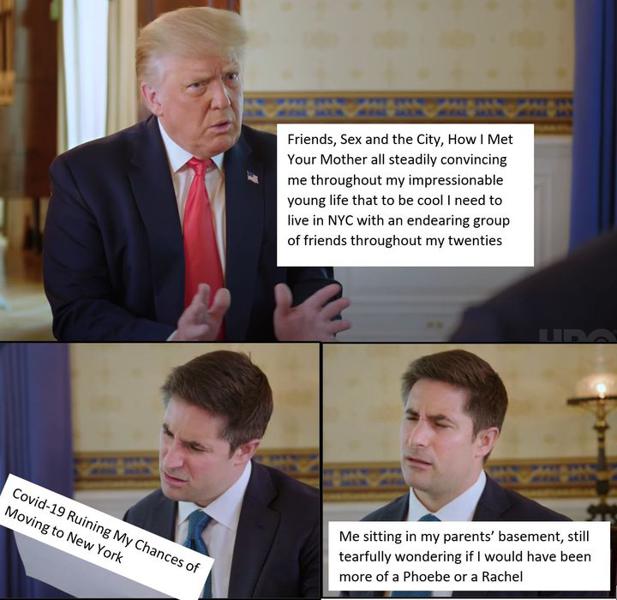 Friends, Sex and the City, How I Met
Your Mother all steadily convincing
me throughout my impressionable
young life that to be cool I need to
live in NYC with an endearing group
of friends throughout my twenties
HBO
Covid-19 Ruining My Chances of
Moving to New York
Me sitting in my parents’ basement, still
tearfully wondering if I would have been
more of a Phoebe or a Rachel